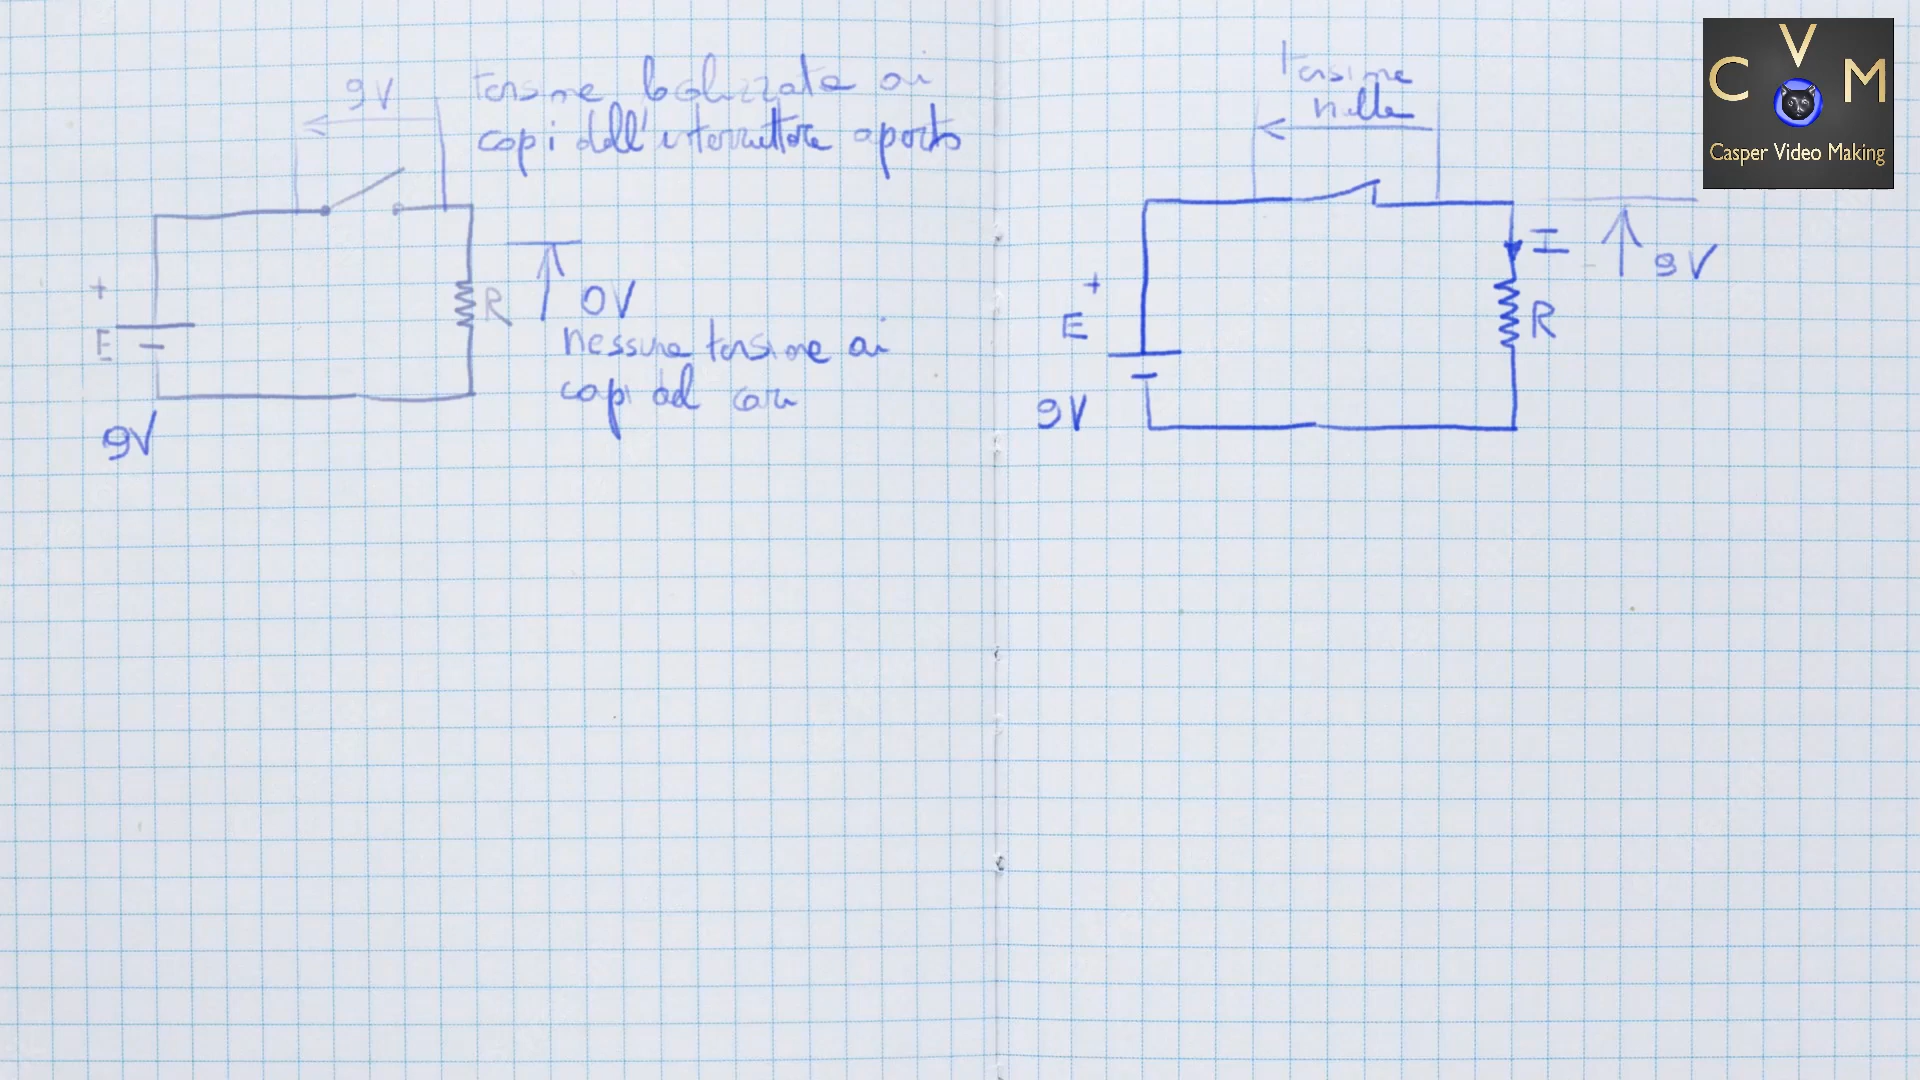 9V
tensione localizzata ai
capi dell'interruttore aperto
+
E
9V
R
0V
nessuna tensione ai
capi del cari
tensione
nulla
+
E
9V
I
R
9V
C V M
Casper Video Making